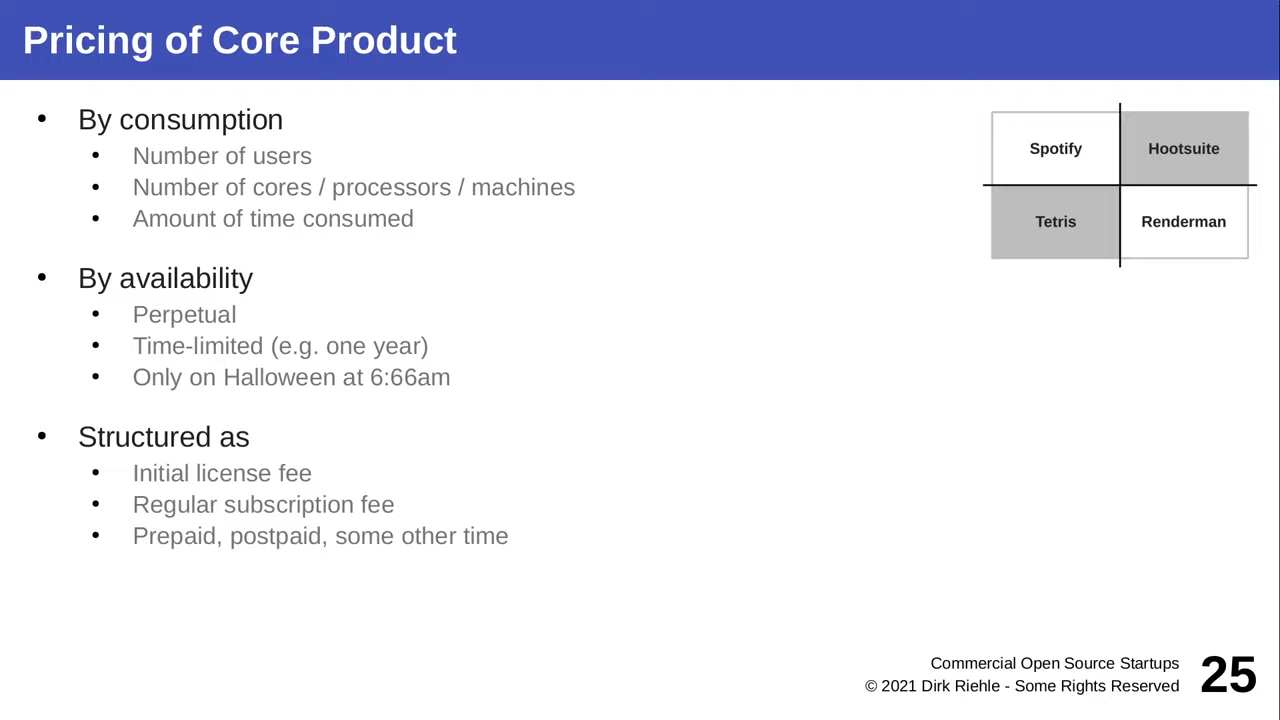 Pricing of Core Product
• By consumption
• Number of users
• Number of cores / processors / machines
• Amount of time consumed
• By availability
• Perpetual
• Time-limited (e.g. one year)
• Only on Halloween at 6:66am
• Structured as
• Initial license fee
• Regular subscription fee
• Prepaid, postpaid, some other time
Spotify Hootsuite
Tetris Renderman
Commercial Open Source Startups
© 2021 Dirk Riehle - Some Rights Reserved
25